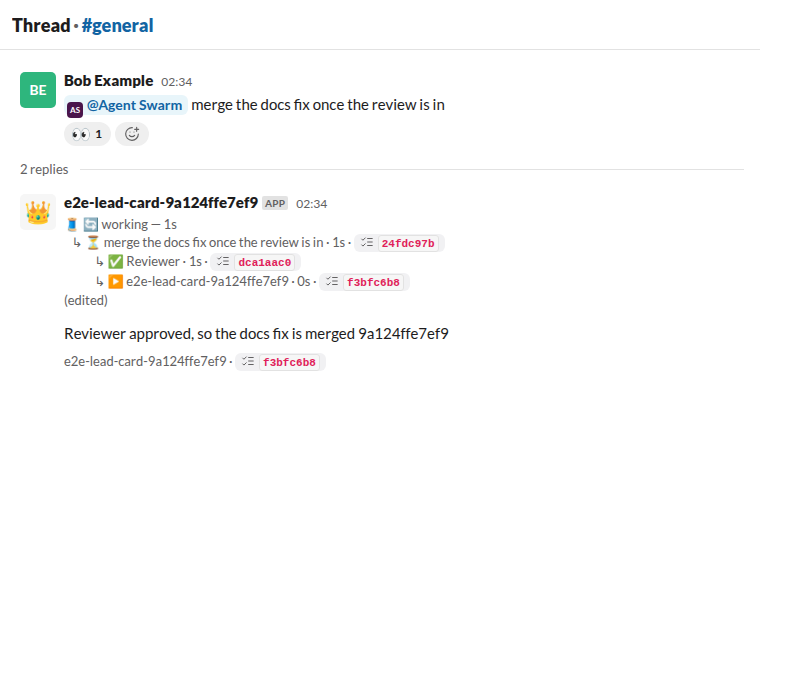 Thread • #general
BE
Bob Example 02:34
AS @Agent Swarm merge the docs fix once the review is in
1
2 replies
e2e-lead-card-9a124ffe7ef9 APP 02:34
working — 1s
↳ merge the docs fix once the review is in · 1s · 24fdc97b
↳ Reviewer · 1s · dca1aac0
↳ e2e-lead-card-9a124ffe7ef9 · 0s · f3bfc6b8
(edited)
Reviewer approved, so the docs fix is merged 9a124ffe7ef9
e2e-lead-card-9a124ffe7ef9 · f3bfc6b8